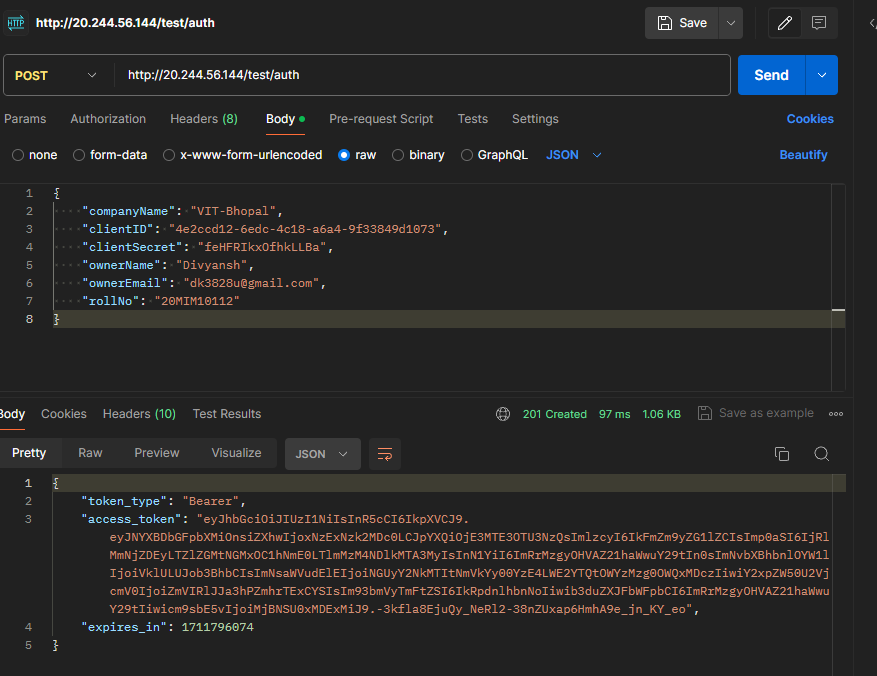 HTTP http://20.244.56.144/test/auth Save
POST http://20.244.56.144/test/auth Send
Params Authorization Headers (8) Body Pre-request Script Tests Settings Cookies
none form-data x-www-form-urlencoded raw binary GraphQL JSON Beautify
1 {
2 "companyName": "VIT-Bhopal",
3 "clientID": "4e2ccd12-6edc-4c18-a6a4-9f33849d1073",
4 "clientSecret": "feHFRIkxOfhkLLBa",
5 "ownerName": "Divyansh",
6 "ownerEmail": "dk3828u@gmail.com",
7 "rollNo": "20MIM10112"
8 }
Body Cookies Headers (10) Test Results 201 Created 97 ms 1.06 KB Save as example
Pretty Raw Preview Visualize JSON
1 {
2 "token_type": "Bearer",
3 "access_token": "eyJhbGciOiJIUzI1NiIsInR5cCI6IkpXVCJ9.
eyJNYXBDbGFpbXMiOnsiZXhwIjoxNzExNzk2MDc0LCJpYXQiOjE3MTE3OTU3NzQsImlzcyI6IkFmZm9yZG1lZCIsImp0aSI6IjRl
MmNjZDEyLTZlZGMtNGMxOC1hNmE0LTlmMzM4NDlkMTA3MyIsInN1YiI6ImRrMzgyOHVAZ21haWwuY29tIn0sImNvbXBhbnlOYW1l
IjoiVklULUJob3BhbCIsImNsaWVudElEIjoiNGUyY2NkMTItNmVkYy00YzE4LWE2YTQtOWYzMzg0OWQxMDczIiwiY2xpZW50U2Vj
cmV0IjoiZmVIRlJJa3hPZmhrTExCYSIsIm93bmVyTmFtZSI6IkRpdnlhbnNoIiwib3duZXJFbWFpbCI6ImRrMzgyOHVAZ21haWwu
Y29tIiwicm9sbE5vIjoiMjBNSU0xMDExMiJ9.-3kfla8EjuQy_NeRl2-38nZUxap6HmhA9e_jn_KY_eo",
4 "expires_in": 1711796074
5 }